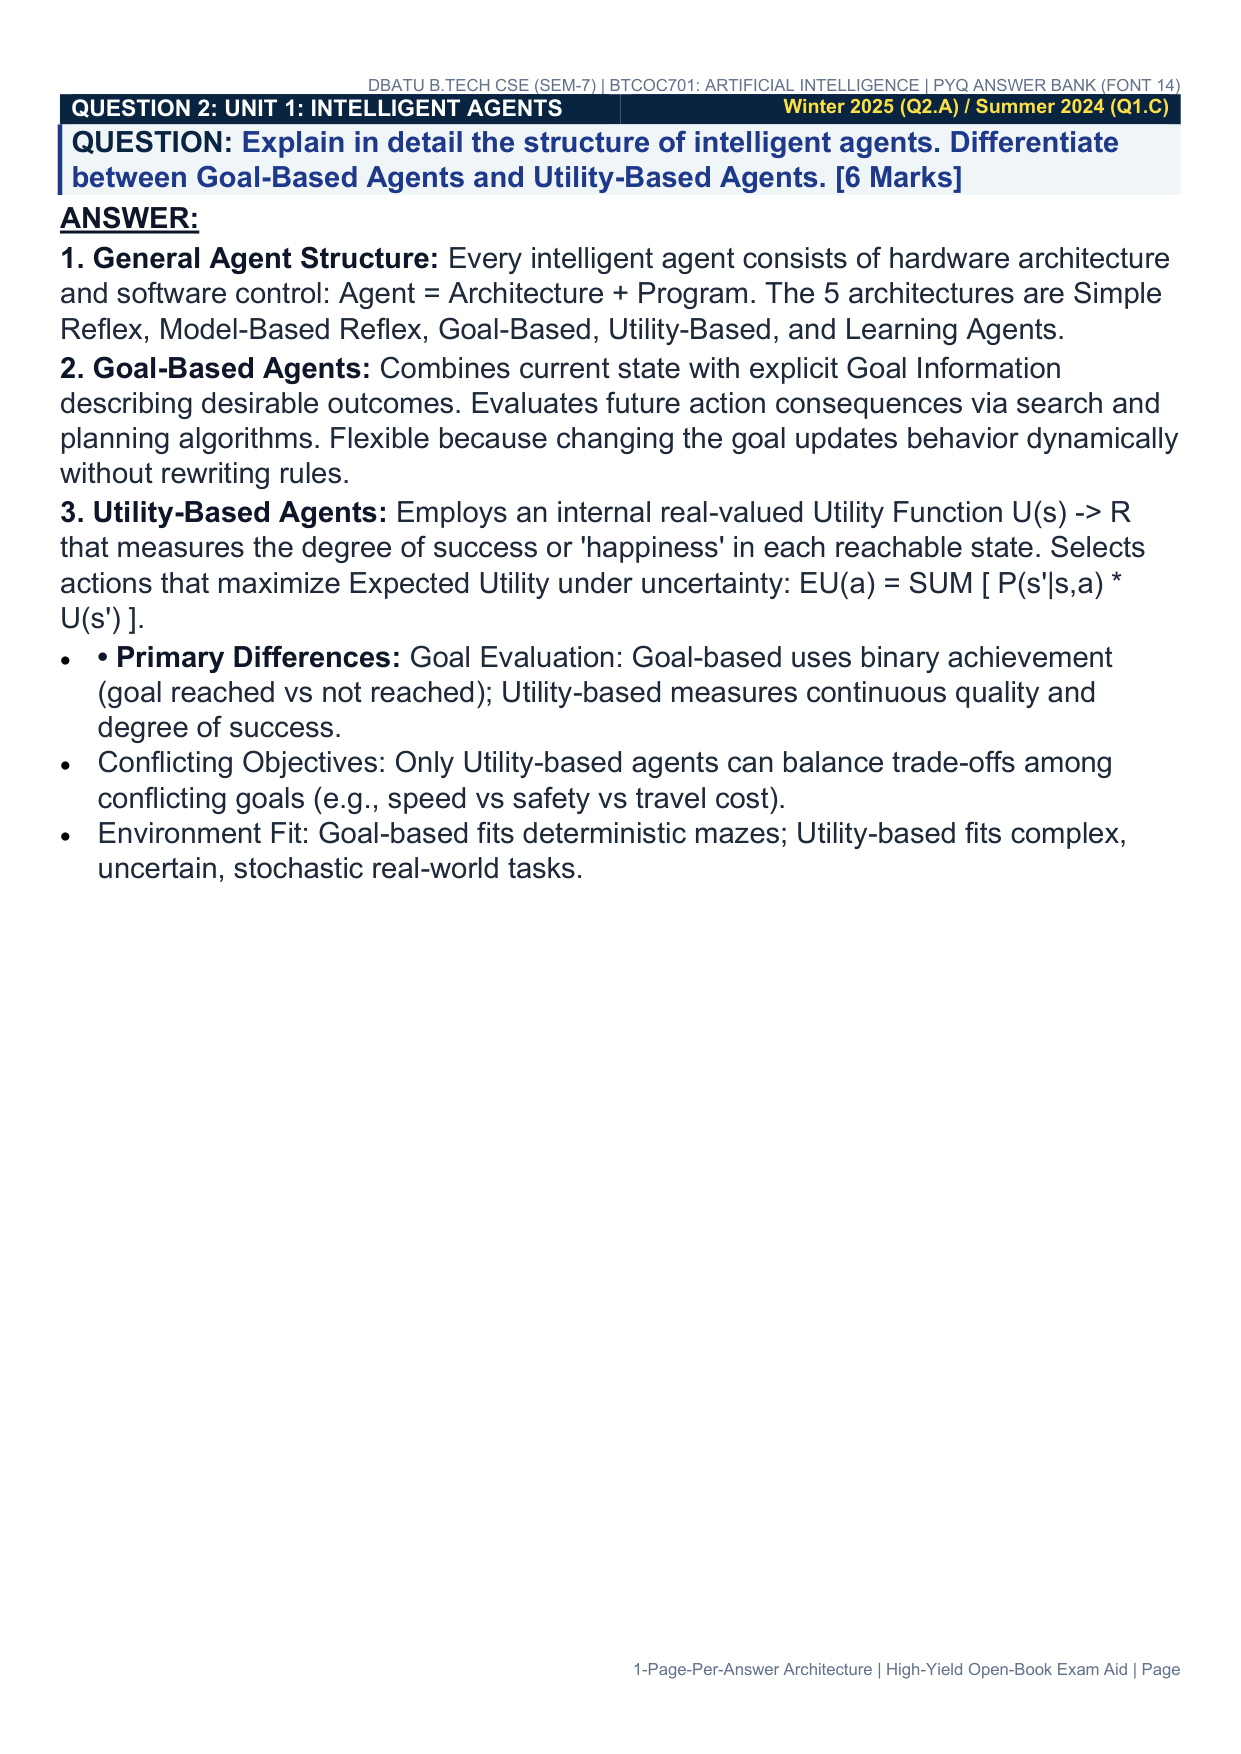 DBATU B.TECH CSE (SEM-7) | BTCOC701: ARTIFICIAL INTELLIGENCE | PYQ ANSWER BANK (FONT 14)
QUESTION 2: UNIT 1: INTELLIGENT AGENTS Winter 2025 (Q2.A) / Summer 2024 (Q1.C)
QUESTION: Explain in detail the structure of intelligent agents. Differentiate
between Goal-Based Agents and Utility-Based Agents. [6 Marks]
ANSWER:
1. General Agent Structure: Every intelligent agent consists of hardware architecture
and software control: Agent = Architecture + Program. The 5 architectures are Simple
Reflex, Model-Based Reflex, Goal-Based, Utility-Based, and Learning Agents.
2. Goal-Based Agents: Combines current state with explicit Goal Information
describing desirable outcomes. Evaluates future action consequences via search and
planning algorithms. Flexible because changing the goal updates behavior dynamically
without rewriting rules.
3. Utility-Based Agents: Employs an internal real-valued Utility Function U(s) -> R
that measures the degree of success or 'happiness' in each reachable state. Selects
actions that maximize Expected Utility under uncertainty: EU(a) = SUM [ P(s'|s,a) *
U(s') ].
• • Primary Differences: Goal Evaluation: Goal-based uses binary achievement
(goal reached vs not reached); Utility-based measures continuous quality and
degree of success.
• Conflicting Objectives: Only Utility-based agents can balance trade-offs among
conflicting goals (e.g., speed vs safety vs travel cost).
• Environment Fit: Goal-based fits deterministic mazes; Utility-based fits complex,
uncertain, stochastic real-world tasks.
1-Page-Per-Answer Architecture | High-Yield Open-Book Exam Aid | Page